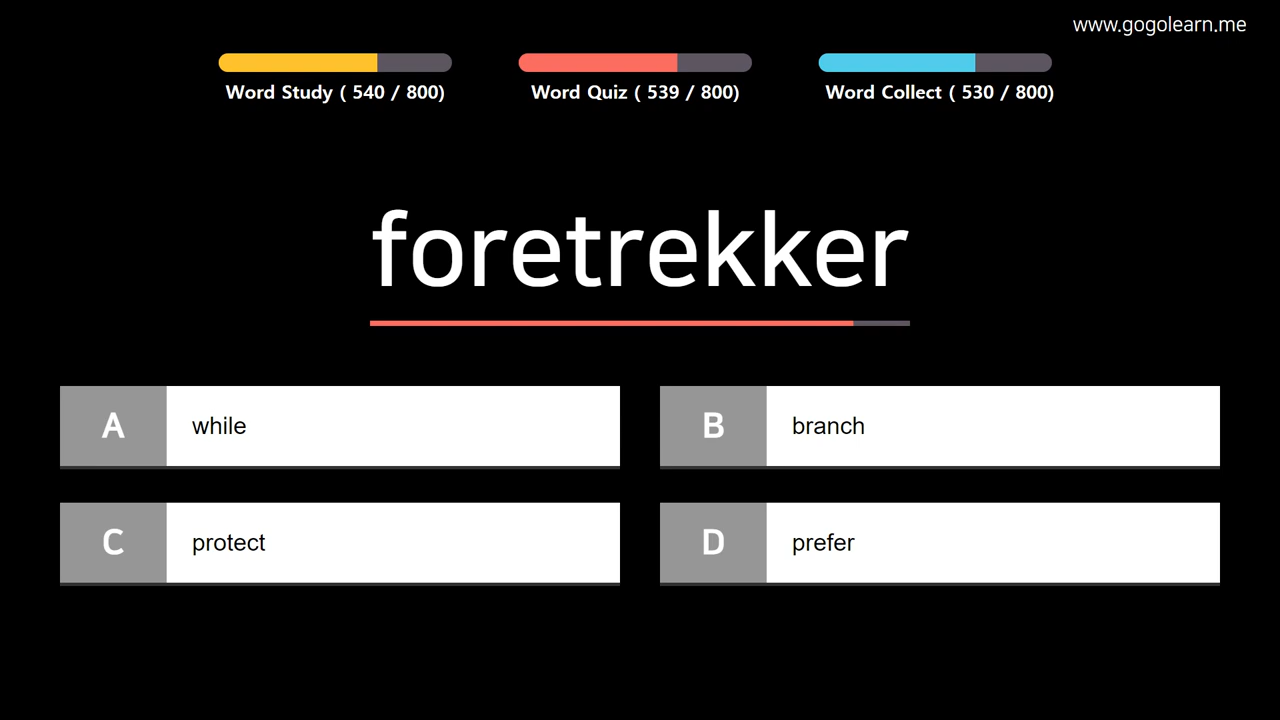 www.gogolearn.me
Word Study ( 540 / 800)
Word Quiz ( 539 / 800)
Word Collect ( 530 / 800)
foretrekker
A while
B branch
C protect
D prefer